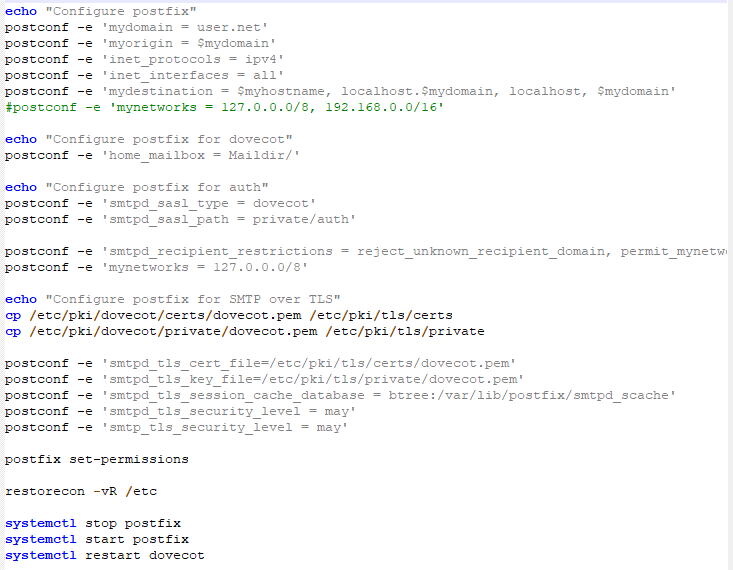 echo "Configure postfix"
postconf -e 'mydomain = user.net'
postconf -e 'myorigin = $mydomain'
postconf -e 'inet_protocols = ipv4'
postconf -e 'inet_interfaces = all'
postconf -e 'mydestination = $myhostname, localhost.$mydomain, localhost, $mydomain'
#postconf -e 'mynetworks = 127.0.0.0/8, 192.168.0.0/16'
echo "Configure postfix for dovecot"
postconf -e 'home_mailbox = Maildir/'
echo "Configure postfix for auth"
postconf -e 'smtpd_sasl_type = dovecot'
postconf -e 'smtpd_sasl_path = private/auth'
postconf -e 'smtpd_recipient_restrictions = reject_unknown_recipient_domain, permit_mynetw
postconf -e 'mynetworks = 127.0.0.0/8'
echo "Configure postfix for SMTP over TLS"
cp /etc/pki/dovecot/certs/dovecot.pem /etc/pki/tls/certs
cp /etc/pki/dovecot/private/dovecot.pem /etc/pki/tls/private
postconf -e 'smtpd_tls_cert_file=/etc/pki/tls/certs/dovecot.pem'
postconf -e 'smtpd_tls_key_file=/etc/pki/tls/private/dovecot.pem'
postconf -e 'smtpd_tls_session_cache_database = btree:/var/lib/postfix/smtpd_scache'
postconf -e 'smtpd_tls_security_level = may'
postconf -e 'smtp_tls_security_level = may'
postfix set-permissions
restorecon -vR /etc
systemctl stop postfix
systemctl start postfix
systemctl restart dovecot